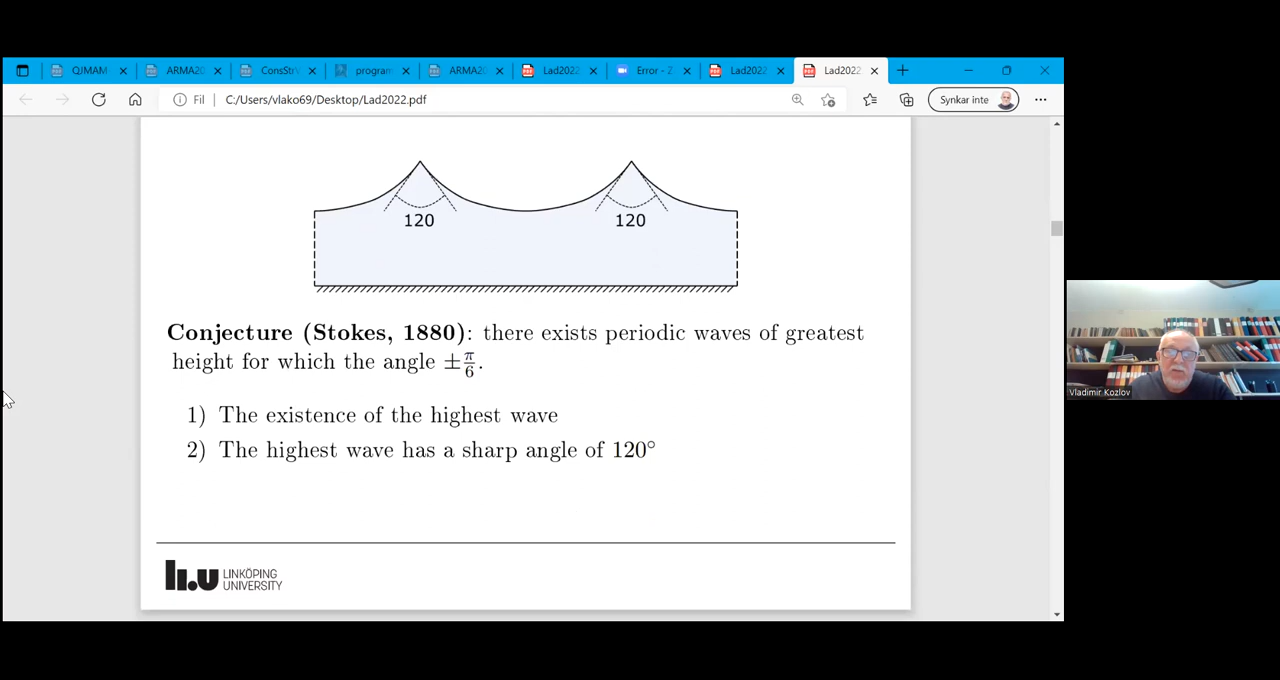 QJMAM
ARMA20
ConsStrV
program
ARMA20
Lad2022
Error - Z
Lad2022
Lad2022
Fil
C:/Users/vlako69/Desktop/Lad2022.pdf
Synkar inte
120
120
Conjecture (Stokes, 1880): there exists periodic waves of greatest
height for which the angle ±π/6.
1) The existence of the highest wave
2) The highest wave has a sharp angle of 120°
li.u LINKÖPING
UNIVERSITY
Vladimir Kozlov